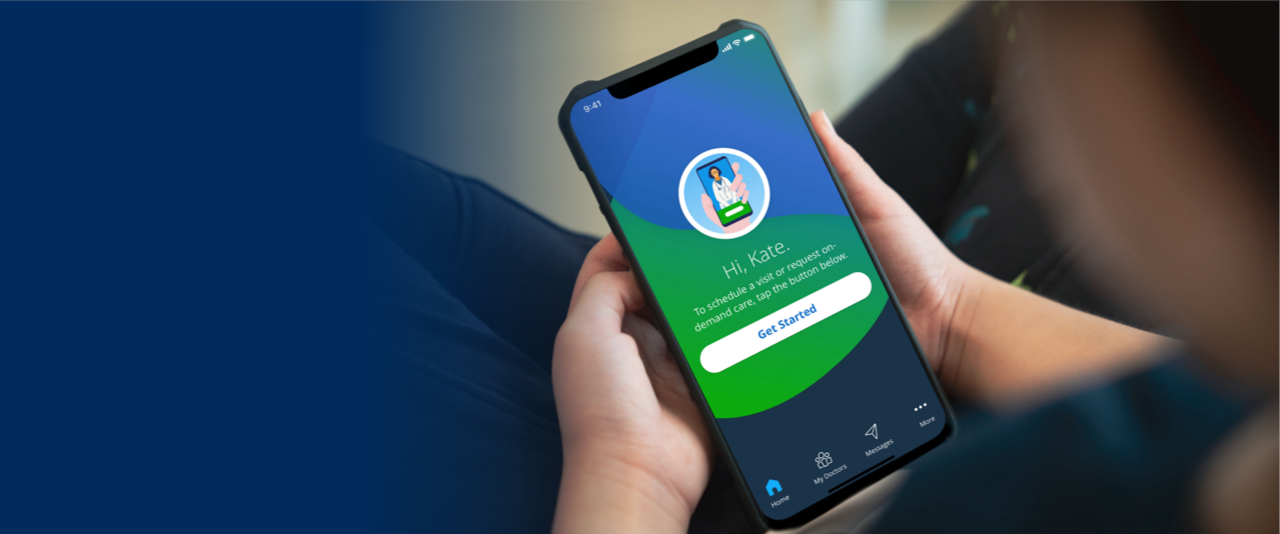 9:41
Hi, Kate.
To schedule a visit or request on-
demand care, tap the button below.
Get Started
Home
My Doctors
Messages
More